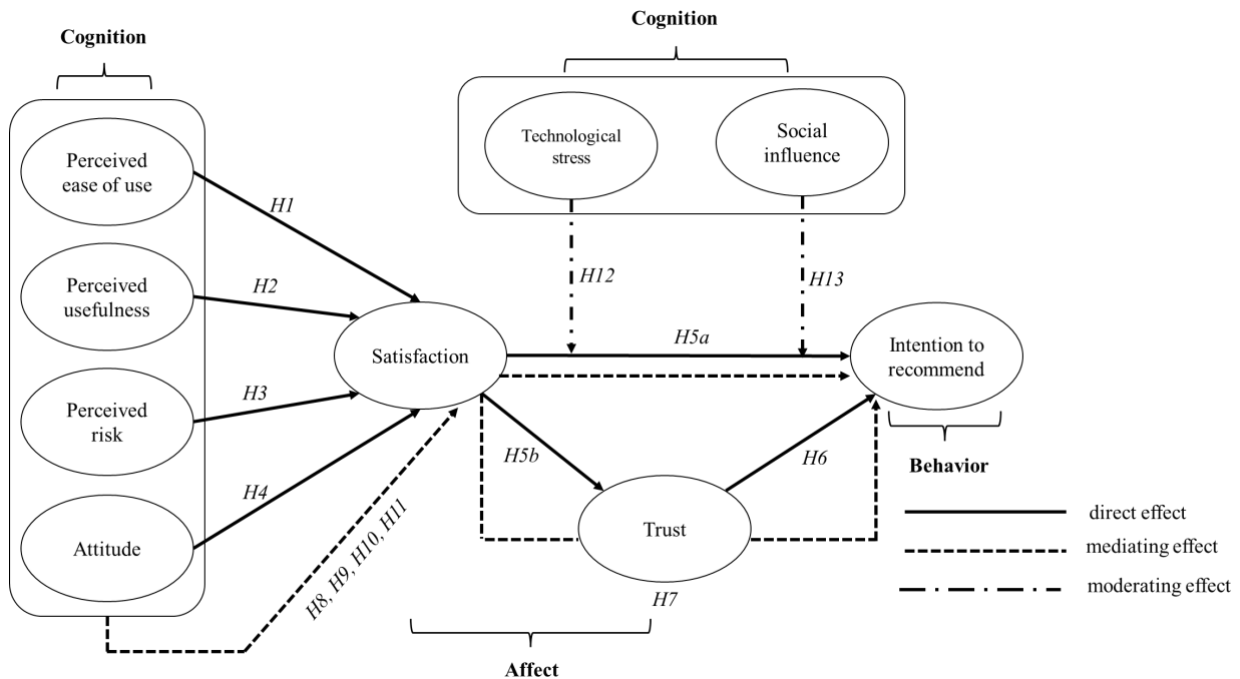 Cognition
Cognition
Perceived
ease of use
Technological
stress
Social
influence
H1
Perceived
usefulness
H2
H12
H13
Satisfaction
H5a
Intention to
recommend
Perceived
risk
H3
H4
H5b
H6
Behavior
Attitude
H8, H9, H10, H11
Trust
direct effect
mediating effect
moderating effect
H7
Affect